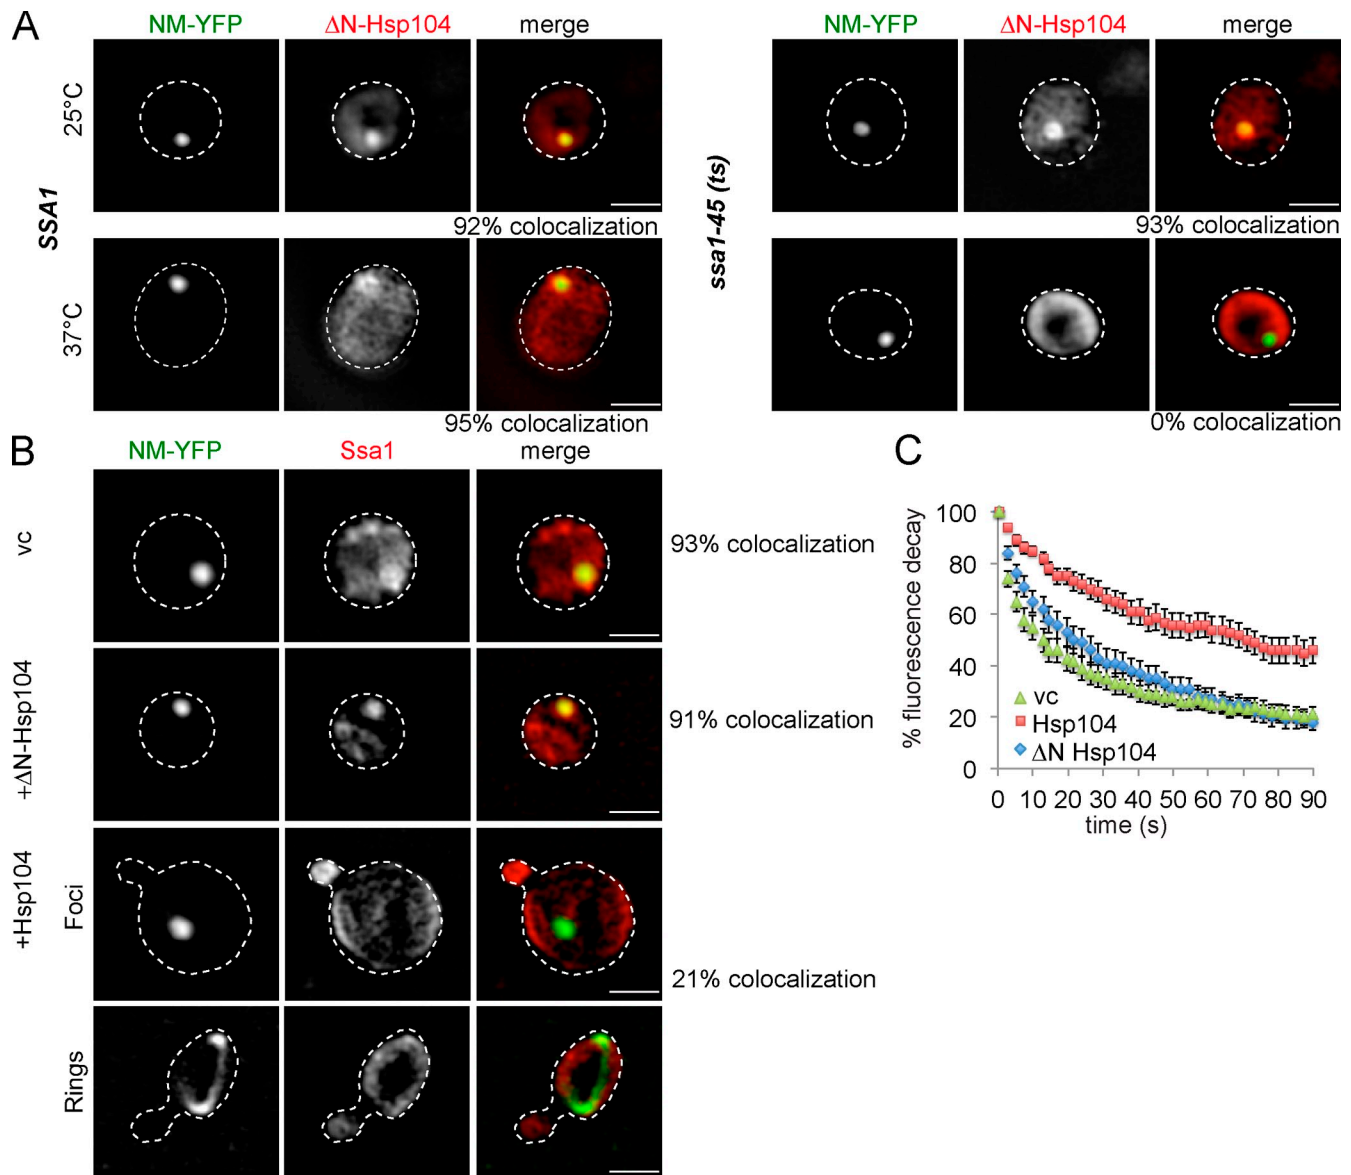 A
NM-YFP ΔN-Hsp104 merge NM-YFP ΔN-Hsp104 merge
25°C
SSA1
92% colocalization
37°C
95% colocalization
ssa1-45 (ts)
93% colocalization
0% colocalization
B
NM-YFP Ssa1 merge
vc
93% colocalization
+ΔN-Hsp104
91% colocalization
+Hsp104
Foci
21% colocalization
Rings
C
% fluorescence decay
100
80
60
40
20
0
vc
Hsp104
ΔN Hsp104
0 10 20 30 40 50 60 70 80 90
time (s)